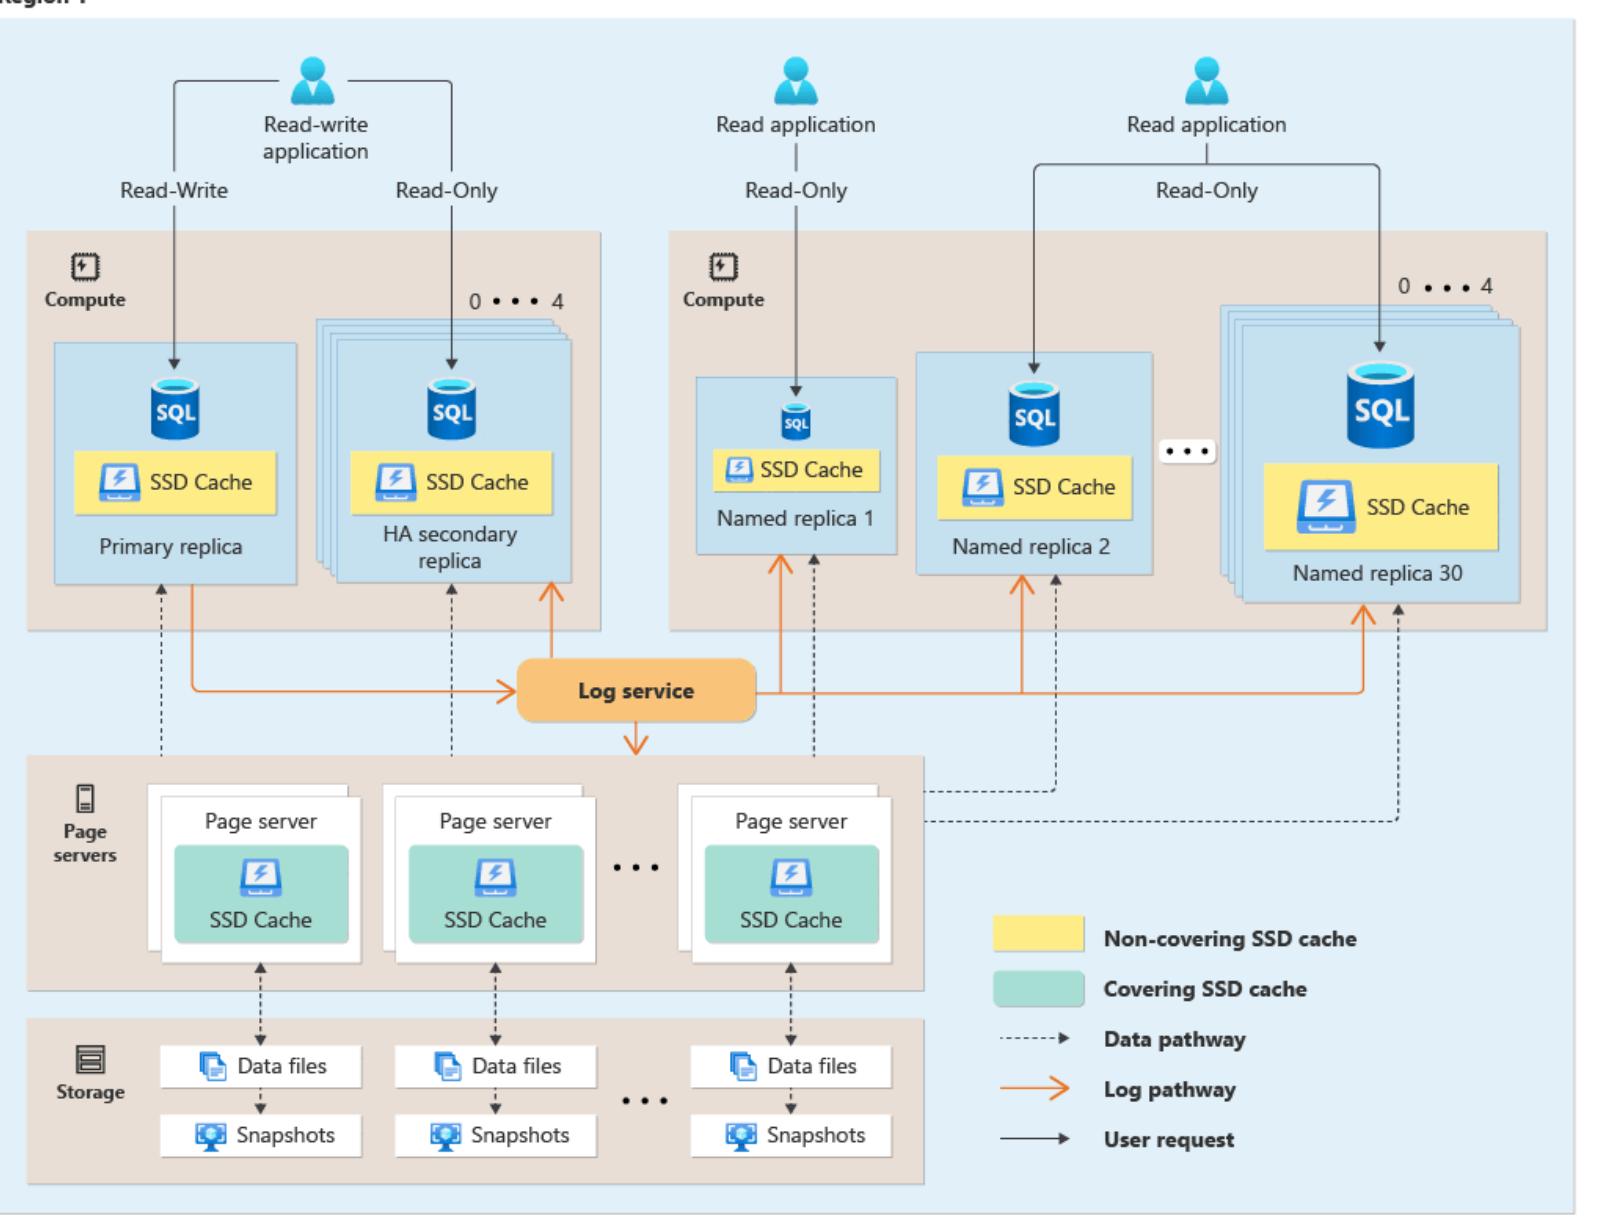 Region 1
Read-write
application
Read application
Read application
Read-Write
Read-Only
Read-Only
Read-Only
Compute
0 • • • 4
Compute
0 • • • 4
SQL
SSD Cache
Primary replica
SQL
SSD Cache
HA secondary
replica
SQL
SSD Cache
Named replica 1
SQL
SSD Cache
Named replica 2
• • •
SQL
SSD Cache
Named replica 30
Log service
Page
servers
Page server
SSD Cache
Page server
SSD Cache
• • •
Page server
SSD Cache
Storage
Data files
Snapshots
Data files
Snapshots
• • •
Data files
Snapshots
Non-covering SSD cache
Covering SSD cache
Data pathway
Log pathway
User request